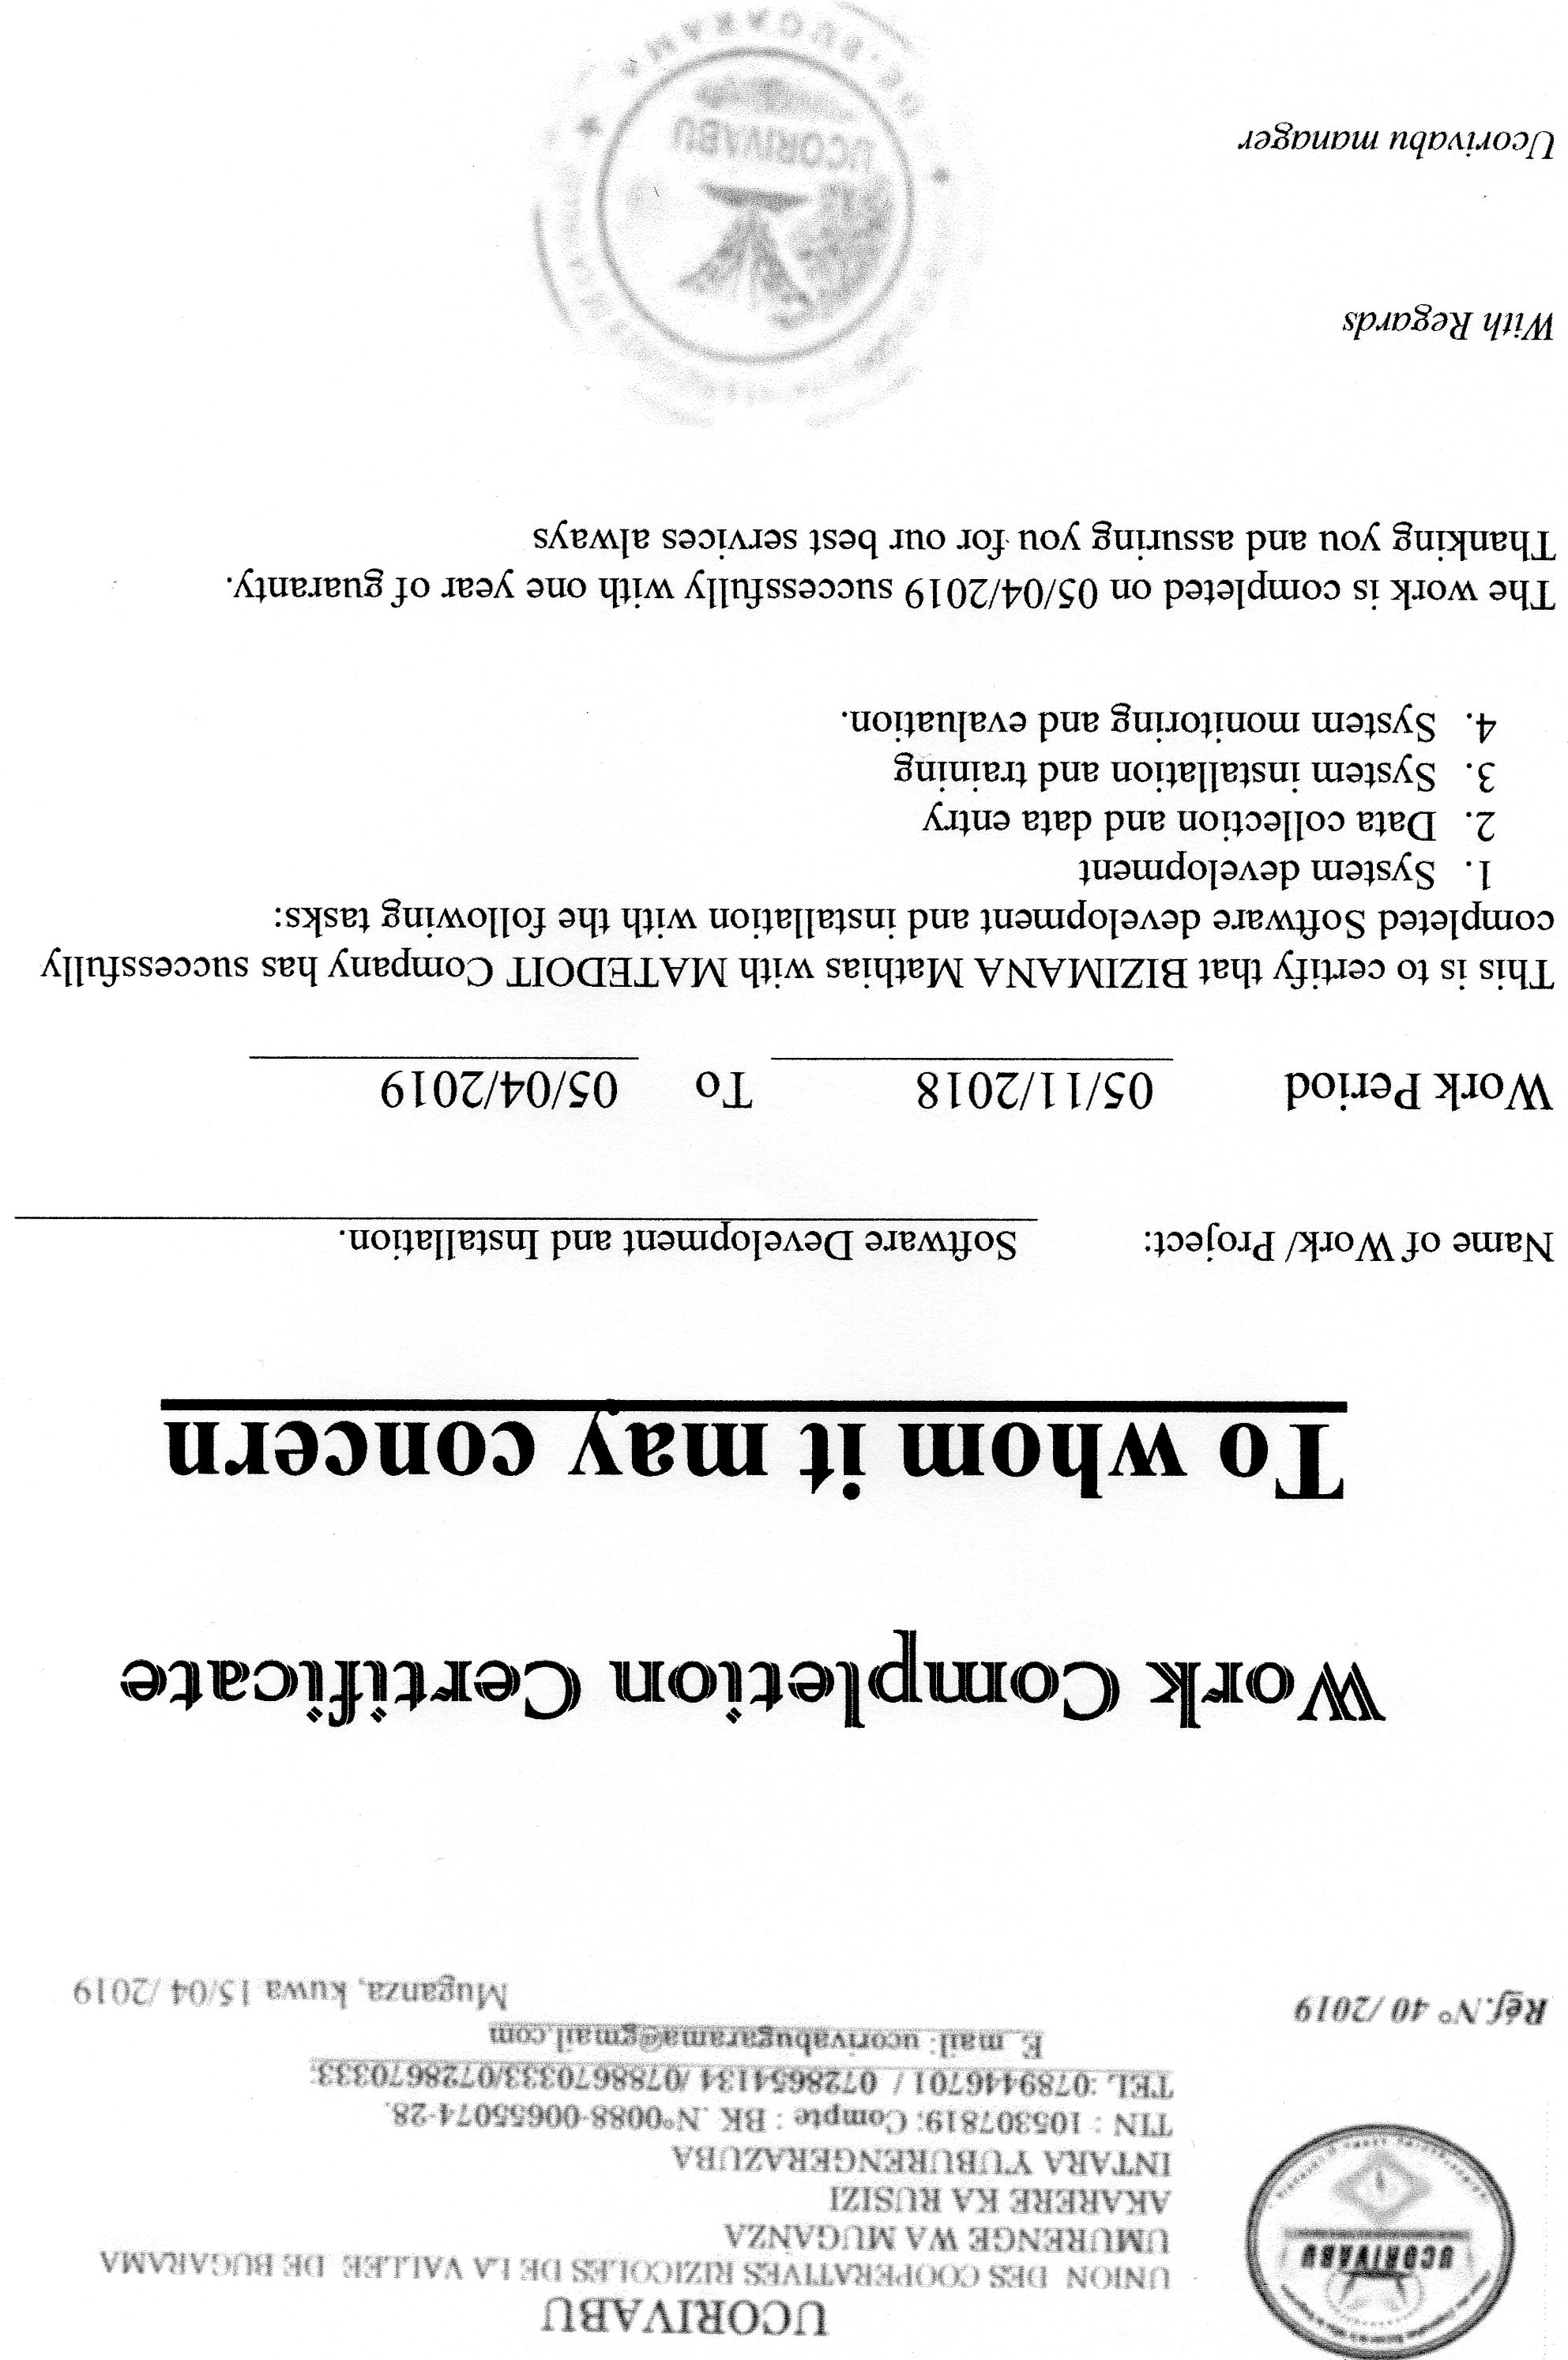 UCORIVABU
UNION DES COOPERATIVES RIZICOLES DE LA VALLEE DE BUGARAMA
UMURENGE WA MUGANZA
AKARERE KA RUSIZI
INTARA Y'UBURENGERAZUBA
TIN : 105307819; Compte : BK .N°0088-00655074-28.
TEL :0789446701 / 0728654134 /0788670333/0728670333:
E. mail: ucorivabugarama@gmail.com
UCORIVABU
Réf.N° 40 /2019
Muganza, kuwa 15/04 /2019
Work Completion Certificate
To whom it may concern
Name of Work/ Project: Software Development and Installation.
Work Period 05/11/2018 To 05/04/2019
This is to certify that BIZIMANA Mathias with MATEDOIT Company has successfully
completed Software development and installation with the following tasks:
1. System development
2. Data collection and data entry
3. System installation and training
4. System monitoring and evaluation.
The work is completed on 05/04/2019 successfully with one year of guaranty.
Thanking you and assuring you for our best services always
With Regards
Ucorivabu manager
UCORIVABU
DE BUGARAMA